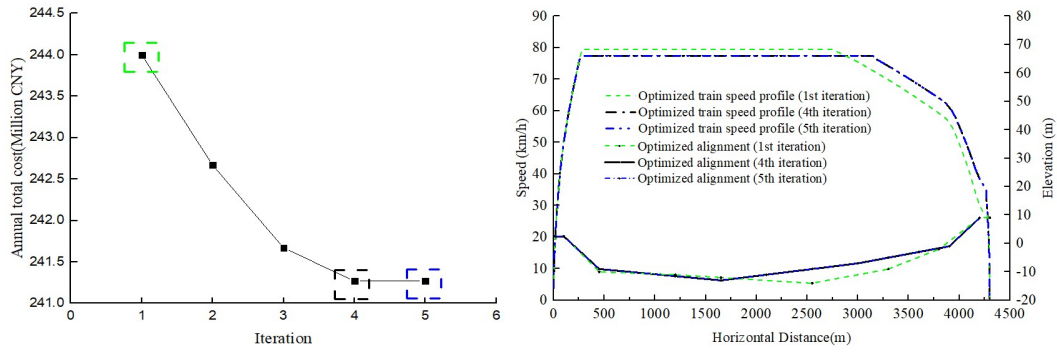 Annual total cost(Million CNY)
244.5
244.0
243.5
243.0
242.5
242.0
241.5
241.0
0 1 2 3 4 5 6
Iteration
Speed (km/h)
90
80
70
60
50
40
30
20
10
0
Optimized train speed profile (1st iteration)
Optimized train speed profile (4th iteration)
Optimized train speed profile (5th iteration)
Optimized alignment (1st iteration)
Optimized alignment (4th iteration)
Optimized alignment (5th iteration)
80
70
60
50
40
30
20
10
0
-10
-20
Elevation (m)
0 500 1000 1500 2000 2500 3000 3500 4000 4500
Horizontal Distance(m)